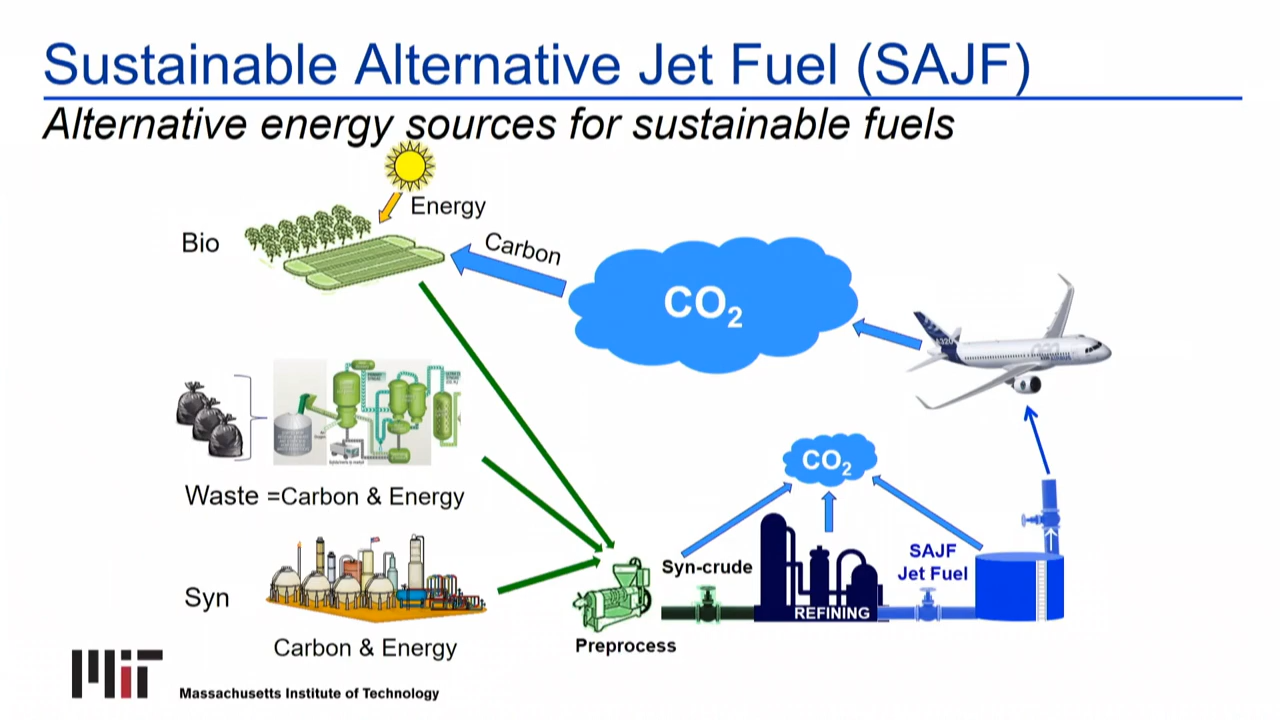 Sustainable Alternative Jet Fuel (SAJF)
Alternative energy sources for sustainable fuels
Energy
Bio
Carbon
CO2
A320
Waste =Carbon & Energy
CO2
Syn-crude
SAJF
Jet Fuel
Syn
REFINING
Carbon & Energy
Preprocess
MIT
Massachusetts Institute of Technology